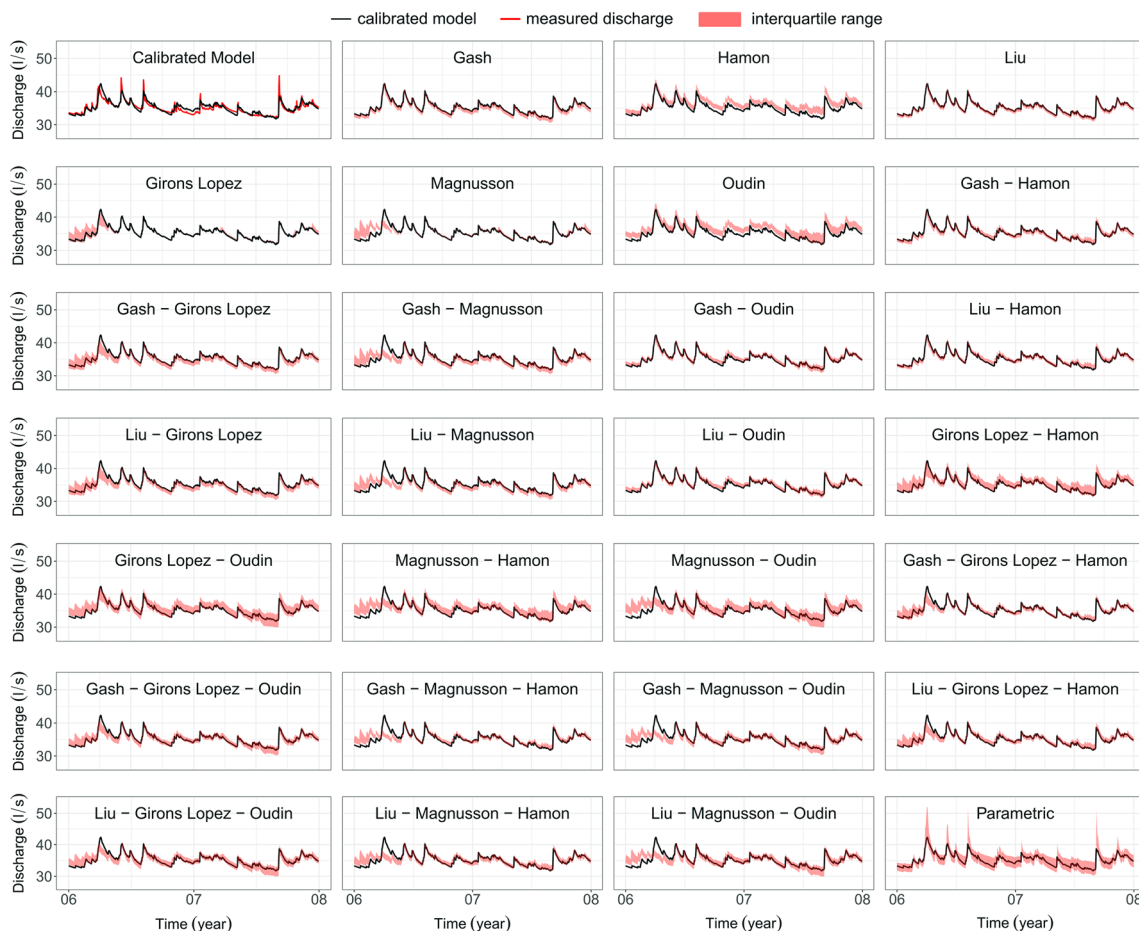 calibrated model measured discharge interquartile range
Calibrated Model Gash Hamon Liu
Discharge (l/s)
50
40
30
Girons Lopez Magnusson Oudin Gash − Hamon
Discharge (l/s)
50
40
30
Gash − Girons Lopez Gash − Magnusson Gash − Oudin Liu − Hamon
Discharge (l/s)
50
40
30
Liu − Girons Lopez Liu − Magnusson Liu − Oudin Girons Lopez − Hamon
Discharge (l/s)
50
40
30
Girons Lopez − Oudin Magnusson − Hamon Magnusson − Oudin Gash − Girons Lopez − Hamon
Discharge (l/s)
50
40
30
Gash − Girons Lopez − Oudin Gash − Magnusson − Hamon Gash − Magnusson − Oudin Liu − Girons Lopez − Hamon
Discharge (l/s)
50
40
30
Liu − Girons Lopez − Oudin Liu − Magnusson − Hamon Liu − Magnusson − Oudin Parametric
Discharge (l/s)
50
40
30
06 07 08 06 07 08 06 07 08 06 07 08
Time (year) Time (year) Time (year) Time (year)